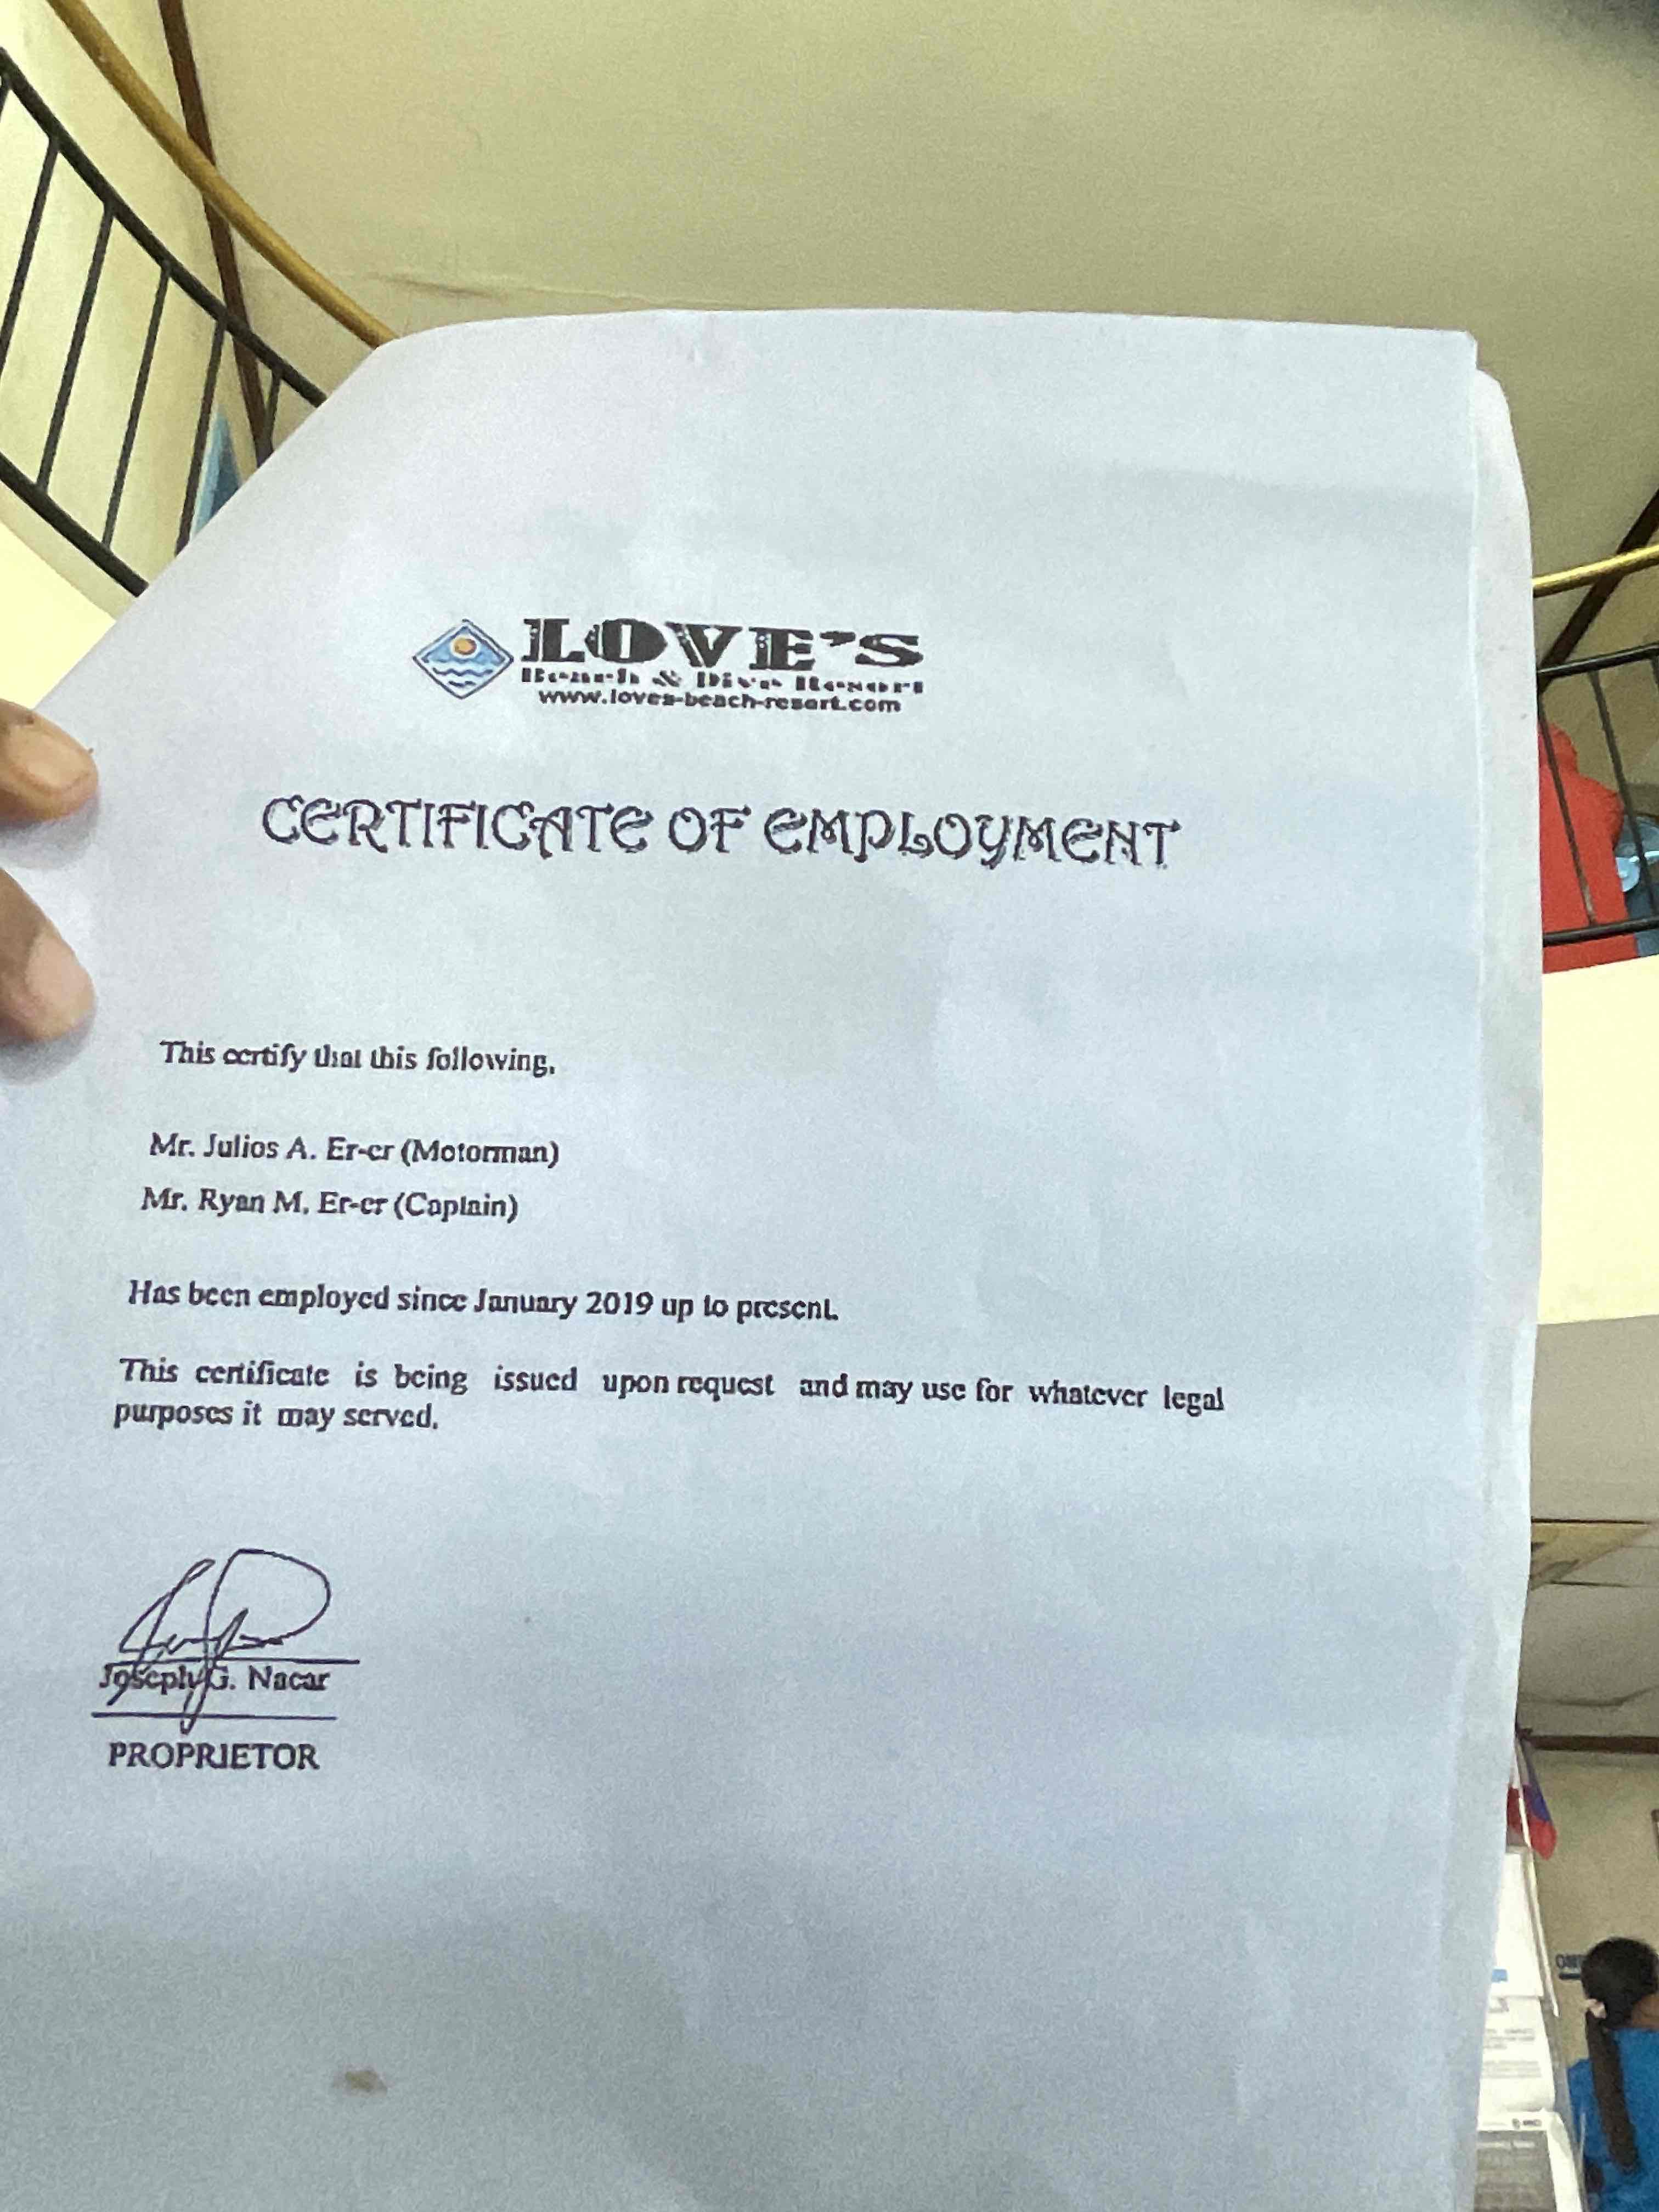 LOVE'S
Beach & Dive Resort
www.loves-beach-resort.com
CERTIFICATE OF EMPLOYMENT
This certify that this following,
Mr. Julios A. Er-er (Motorman)
Mr. Ryan M. Er-er (Captain)
Has been employed since January 2019 up to present.
This certificate is being issued upon request and may use for whatever legal
purposes it may served.
Joseph G. Nacar
PROPRIETOR